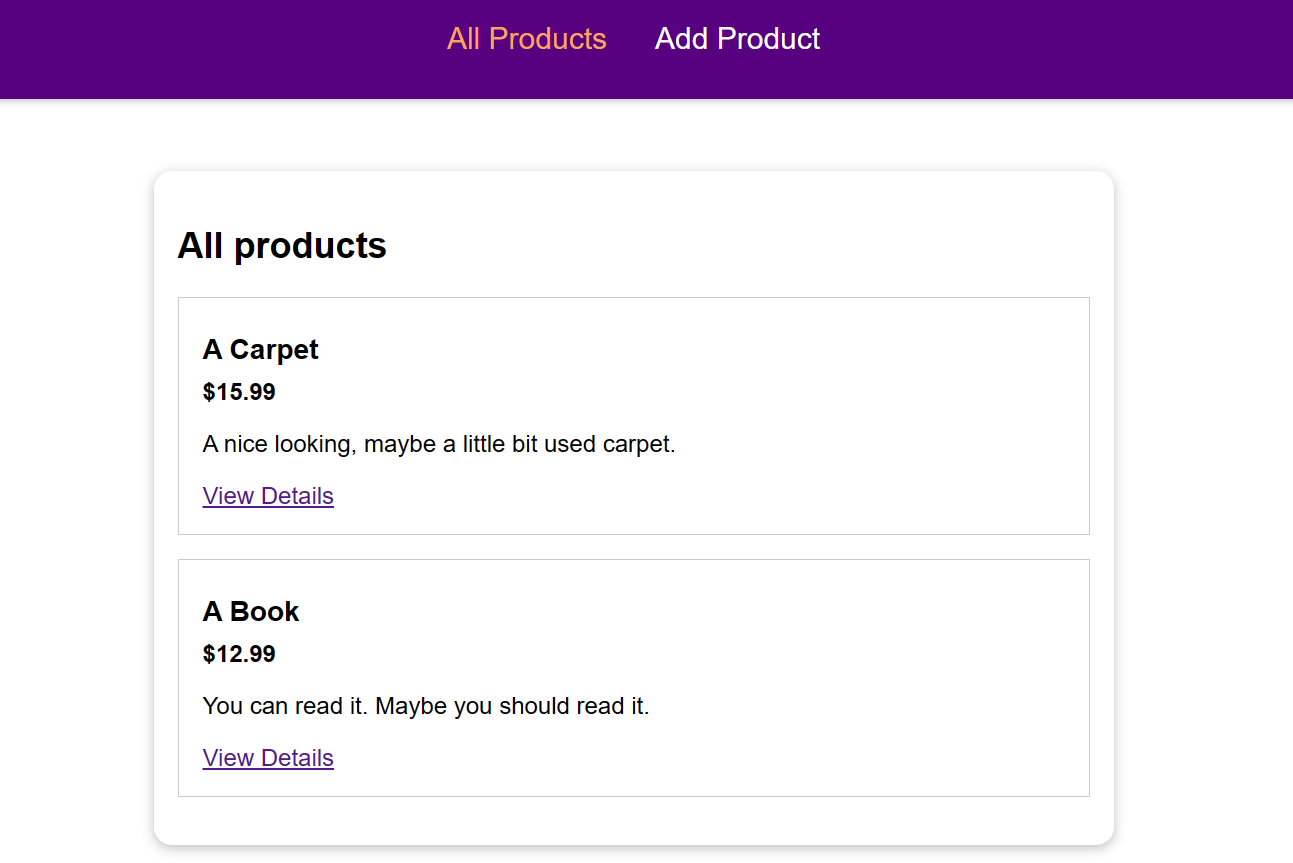 All Products Add Product
All products
A Carpet
$15.99
A nice looking, maybe a little bit used carpet.
View Details
A Book
$12.99
You can read it. Maybe you should read it.
View Details